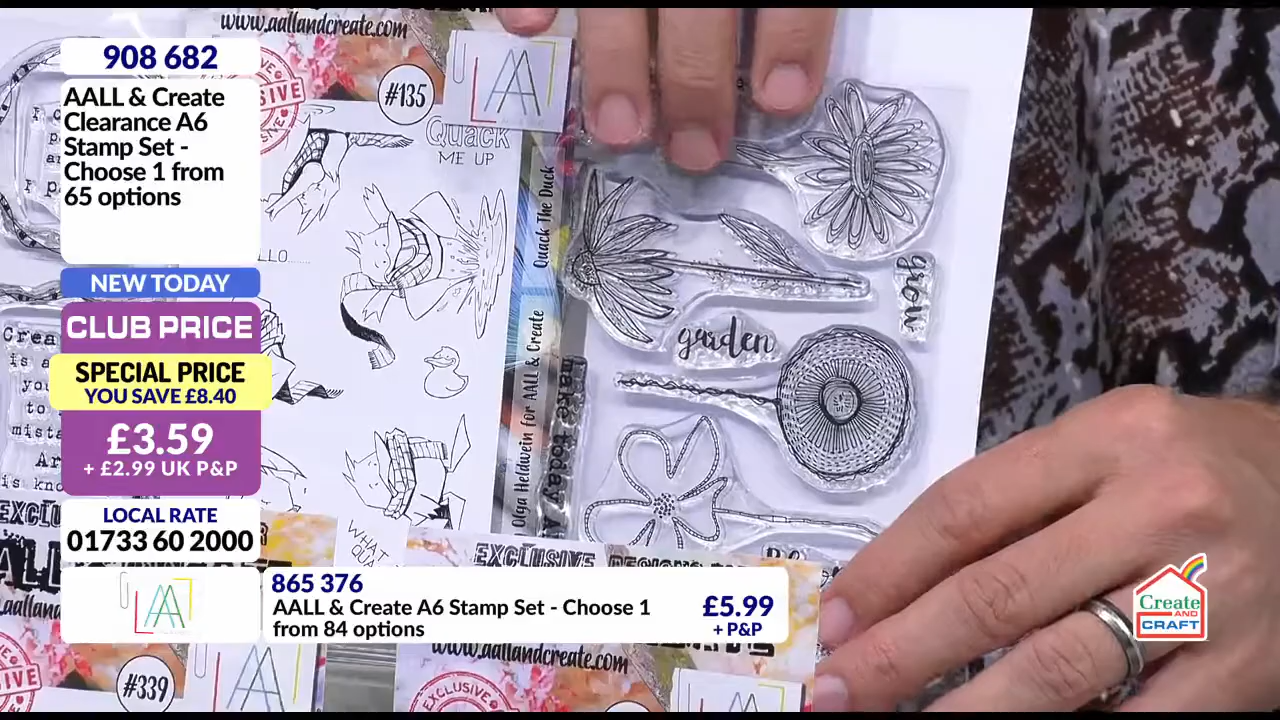 908 682
AALL & Create
Clearance A6
Stamp Set -
Choose 1 from
65 options
NEW TODAY
CLUB PRICE
SPECIAL PRICE
YOU SAVE £8.40
£3.59
+ £2.99 UK P&P
LOCAL RATE
01733 60 2000
865 376
AALL & Create A6 Stamp Set - Choose 1
from 84 options
£5.99
+ P&P
Create
AND
CRAFT
www.aallandcreate.com
#135
Quack
ME UP
Quack The Duck
Olga Heldwein for AALL & Create
make today
grow
garden
WHAT
EXCLUSIVE
www.aallandcreate.com
#339
EXCLUSIVE